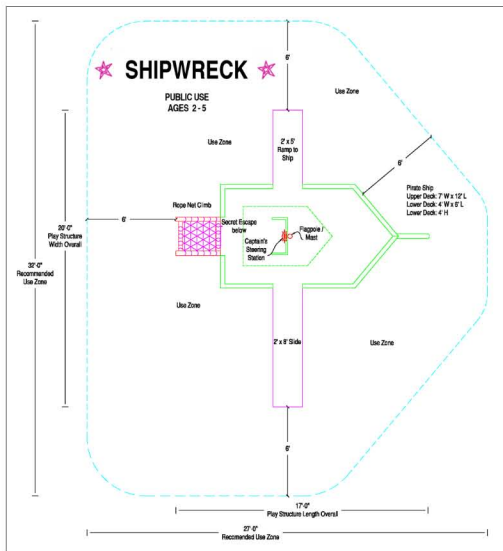 SHIPWRECK
PUBLIC USE
AGES 2 - 5
6'
Use Zone
Use Zone
2' x 5'
Ramp to
Ship
6'
Pirate Ship
Upper Deck: 7' W x 12' L
Lower Deck: 4' W x 6' L
Lower Deck: 4' H
Rope Net Climb
6'
Secret Escape
below
Flagpole /
Mast
Captain's
Steering
Station
20'-0"
Play Structure
Width Overall
32'-0"
Recommended
Use Zone
Use Zone
2' x 8' Slide
Use Zone
6'
17'-0"
Play Structure Length Overall
27'-0"
Recomended Use Zone